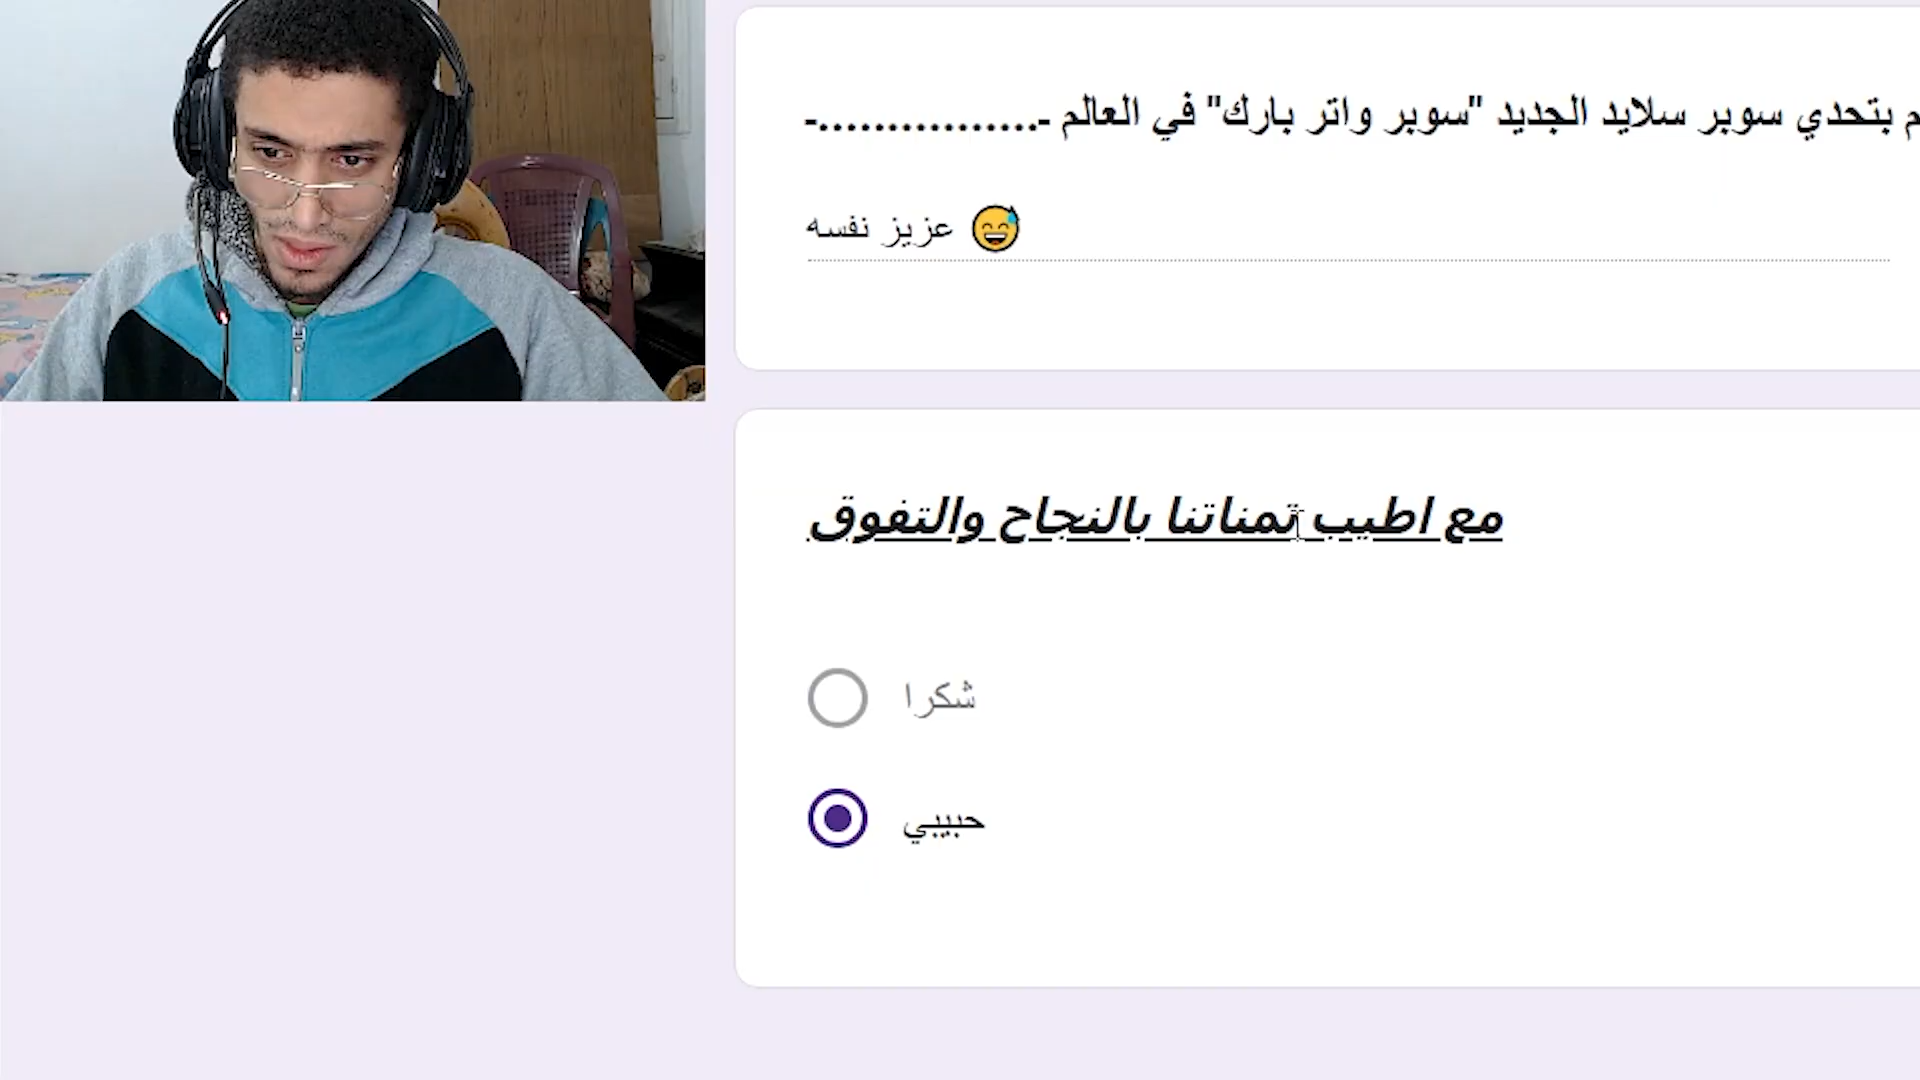 بتحدي سوبر سلايد الجديد "سوبر واتر بارك" في العالم -................-
عزيز نفسه 😅
مع اطيب تمناتنا بالنجاح والتفوق
شكرا
حبيبي